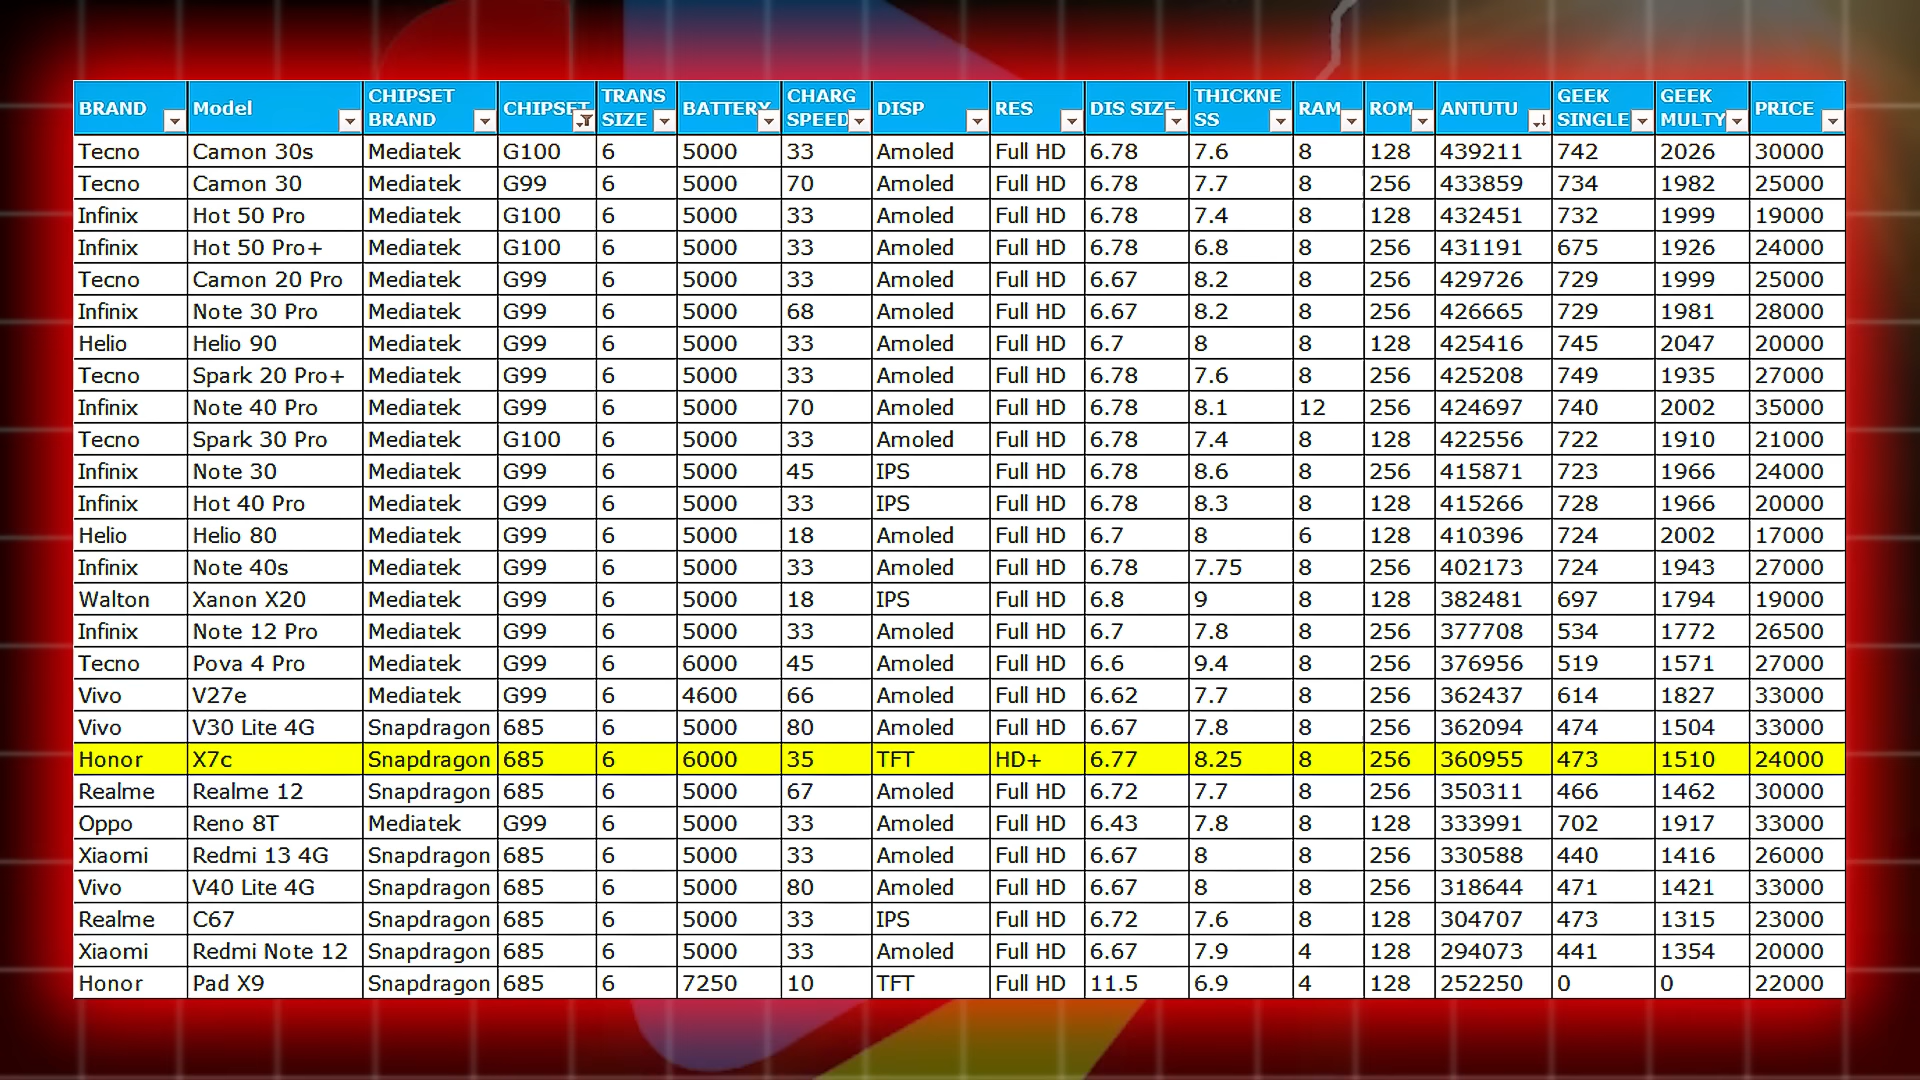 BRAND Model CHIPSET BRAND CHIPSET TRANS SIZE BATTERY CHARG SPEED DISP RES DIS SIZE THICKNE SS RAM ROM ANTUTU GEEK SINGLE GEEK MULTY PRICE
Tecno Camon 30s Mediatek G100 6 5000 33 Amoled Full HD 6.78 7.6 8 128 439211 742 2026 30000
Tecno Camon 30 Mediatek G99 6 5000 70 Amoled Full HD 6.78 7.7 8 256 433859 734 1982 25000
Infinix Hot 50 Pro Mediatek G100 6 5000 33 Amoled Full HD 6.78 7.4 8 128 432451 732 1999 19000
Infinix Hot 50 Pro+ Mediatek G100 6 5000 33 Amoled Full HD 6.78 6.8 8 256 431191 675 1926 24000
Tecno Camon 20 Pro Mediatek G99 6 5000 33 Amoled Full HD 6.67 8.2 8 256 429726 729 1999 25000
Infinix Note 30 Pro Mediatek G99 6 5000 68 Amoled Full HD 6.67 8.2 8 256 426665 729 1981 28000
Helio Helio 90 Mediatek G99 6 5000 33 Amoled Full HD 6.7 8 8 128 425416 745 2047 20000
Tecno Spark 20 Pro+ Mediatek G99 6 5000 33 Amoled Full HD 6.78 7.6 8 256 425208 749 1935 27000
Infinix Note 40 Pro Mediatek G99 6 5000 70 Amoled Full HD 6.78 8.1 12 256 424697 740 2002 35000
Tecno Spark 30 Pro Mediatek G100 6 5000 33 Amoled Full HD 6.78 7.4 8 128 422556 722 1910 21000
Infinix Note 30 Mediatek G99 6 5000 45 IPS Full HD 6.78 8.6 8 256 415871 723 1966 24000
Infinix Hot 40 Pro Mediatek G99 6 5000 33 IPS Full HD 6.78 8.3 8 128 415266 728 1966 20000
Helio Helio 80 Mediatek G99 6 5000 18 Amoled Full HD 6.7 8 6 128 410396 724 2002 17000
Infinix Note 40s Mediatek G99 6 5000 33 Amoled Full HD 6.78 7.75 8 256 402173 724 1943 27000
Walton Xanon X20 Mediatek G99 6 5000 18 IPS Full HD 6.8 9 8 128 382481 697 1794 19000
Infinix Note 12 Pro Mediatek G99 6 5000 33 Amoled Full HD 6.7 7.8 8 256 377708 534 1772 26500
Tecno Pova 4 Pro Mediatek G99 6 6000 45 Amoled Full HD 6.6 9.4 8 256 376956 519 1571 27000
Vivo V27e Mediatek G99 6 4600 66 Amoled Full HD 6.62 7.7 8 256 362437 614 1827 33000
Vivo V30 Lite 4G Snapdragon 685 6 5000 80 Amoled Full HD 6.67 7.8 8 256 362094 474 1504 33000
Honor X7c Snapdragon 685 6 6000 35 TFT HD+ 6.77 8.25 8 256 360955 473 1510 24000
Realme Realme 12 Snapdragon 685 6 5000 67 Amoled Full HD 6.72 7.7 8 256 350311 466 1462 30000
Oppo Reno 8T Mediatek G99 6 5000 33 Amoled Full HD 6.43 7.8 8 128 333991 702 1917 33000
Xiaomi Redmi 13 4G Snapdragon 685 6 5000 33 Amoled Full HD 6.67 8 8 256 330588 440 1416 26000
Vivo V40 Lite 4G Snapdragon 685 6 5000 80 Amoled Full HD 6.67 8 8 256 318644 471 1421 33000
Realme C67 Snapdragon 685 6 5000 33 IPS Full HD 6.72 7.6 8 128 304707 473 1315 23000
Xiaomi Redmi Note 12 Snapdragon 685 6 5000 33 Amoled Full HD 6.67 7.9 4 128 294073 441 1354 20000
Honor Pad X9 Snapdragon 685 6 7250 10 TFT Full HD 11.5 6.9 4 128 252250 0 0 22000